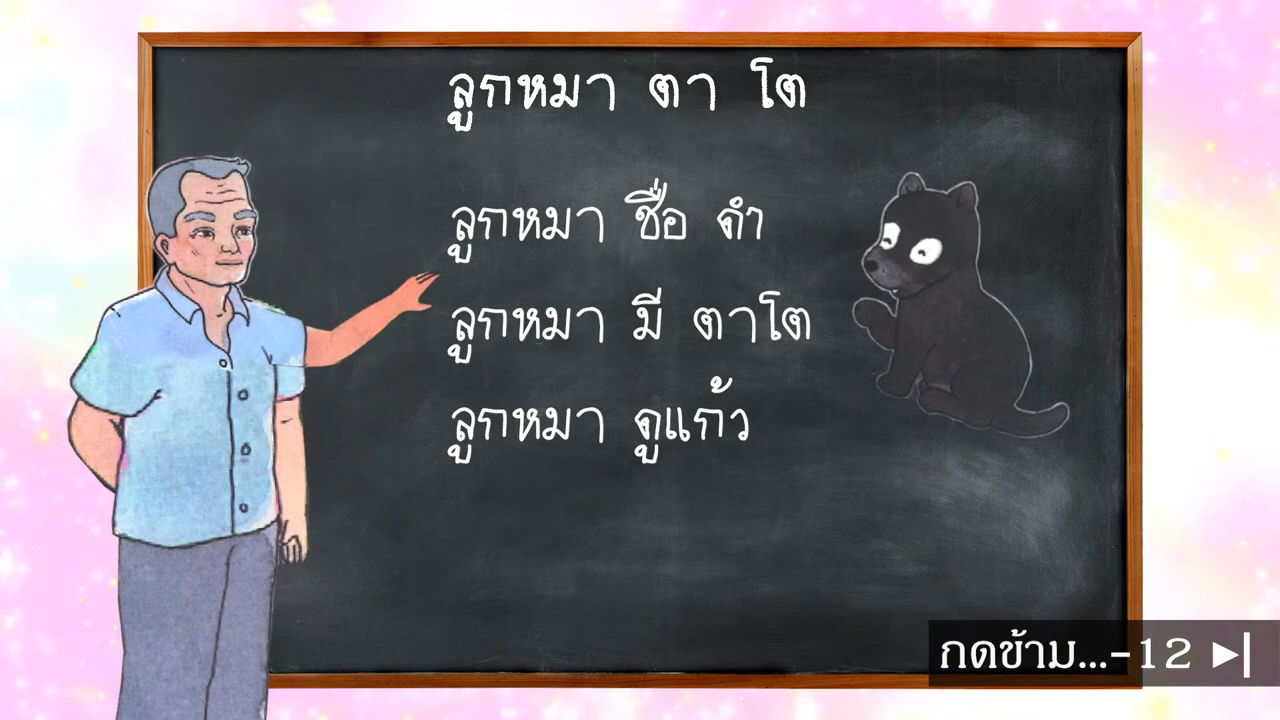 ลูกหมา ตา โต
ลูกหมา ชื่อ คำ
ลูกหมา มี ตาโต
ลูกหมา ดูแก้ว
กดข้าม...-12